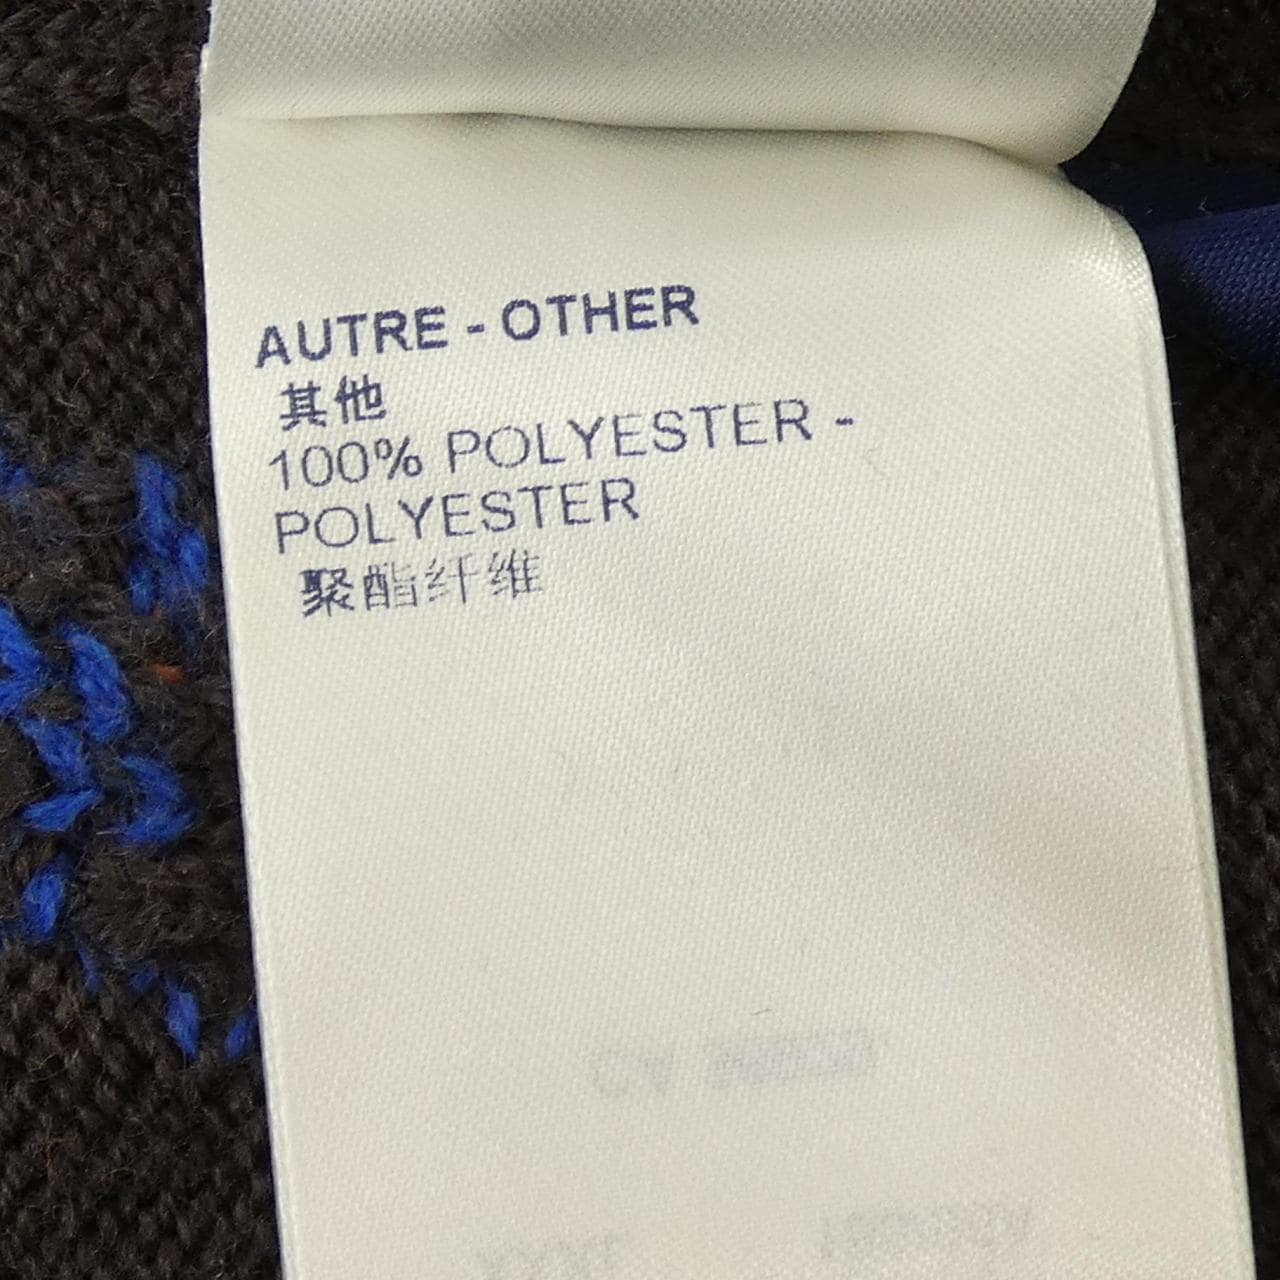 AUTRE - OTHER
其他
100% POLYESTER -
POLYESTER
聚酯纤维